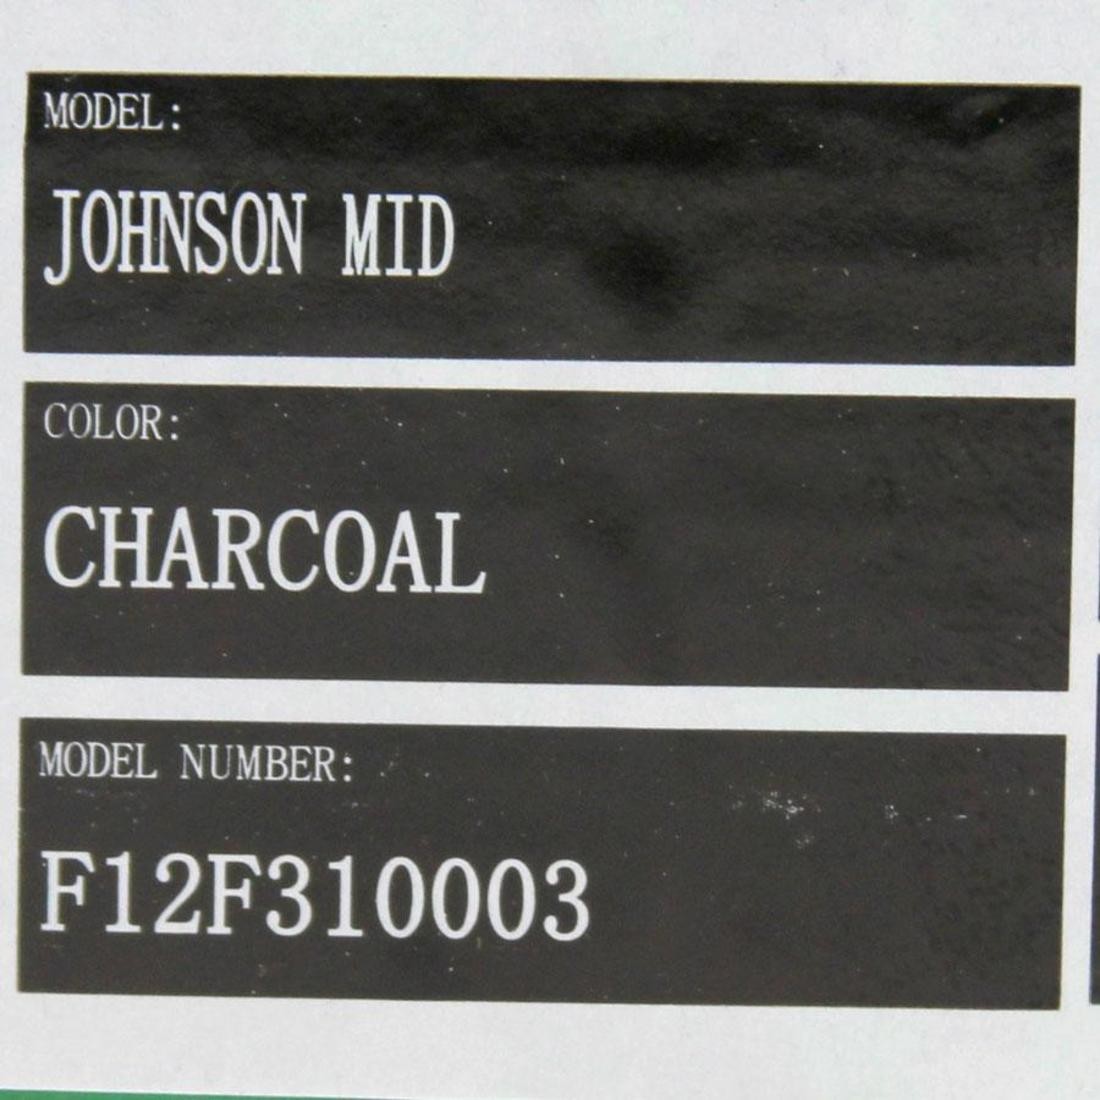 MODEL:
JOHNSON MID
COLOR:
CHARCOAL
MODEL NUMBER:
F12F310003